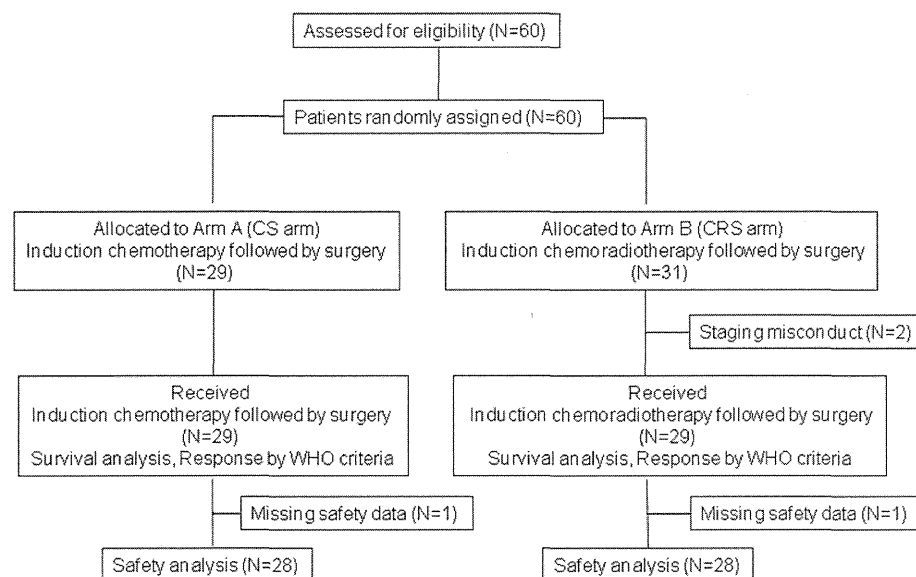 Assessed for eligibility (N=60)
Patients randomly assigned (N=60)
Allocated to Arm A (CS arm)
Induction chemotherapy followed by surgery
(N=29)
Allocated to Arm B (CRS arm)
Induction chemoradiotherapy followed by surgery
(N=31)
Staging misconduct (N=2)
Received
Induction chemotherapy followed by surgery
(N=29)
Survival analysis, Response by WHO criteria
Received
Induction chemoradiotherapy followed by surgery
(N=29)
Survival analysis, Response by WHO criteria
Missing safety data (N=1)
Missing safety data (N=1)
Safety analysis (N=28)
Safety analysis (N=28)